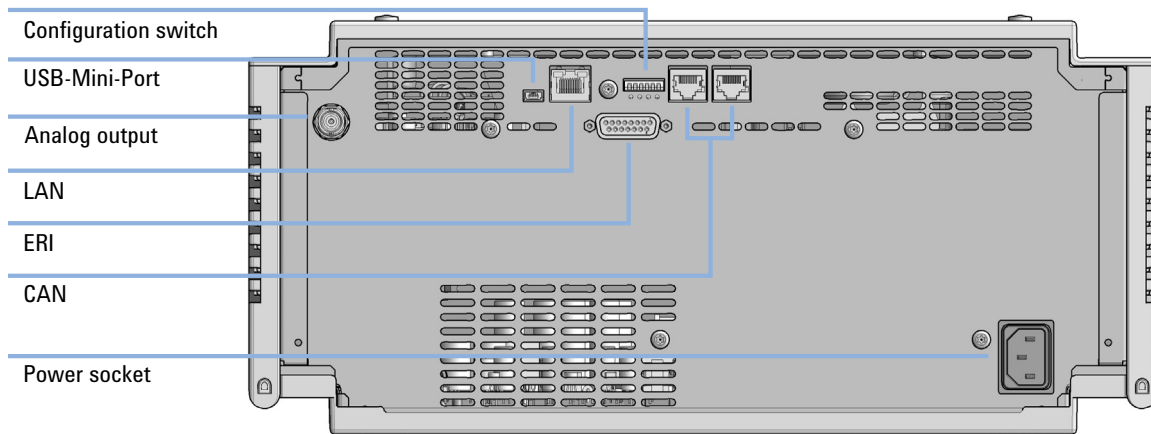 Configuration switch
USB-Mini-Port
Analog output
LAN
ERI
CAN
Power socket